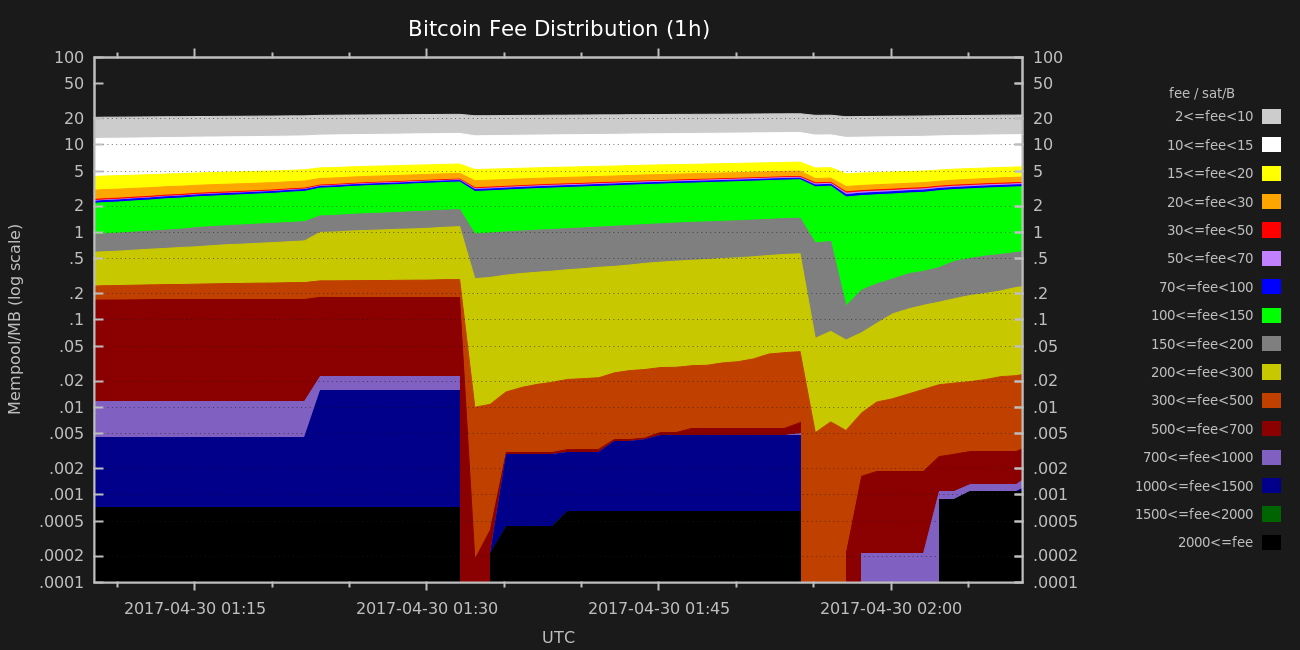 Bitcoin Fee Distribution (1h)
Mempool/MB (log scale)
100
50
20
10
5
2
1
.5
.2
.1
.05
.02
.01
.005
.002
.001
.0005
.0002
.0001
100
50
20
10
5
2
1
.5
.2
.1
.05
.02
.01
.005
.002
.001
.0005
.0002
.0001
2017-04-30 01:15
2017-04-30 01:30
2017-04-30 01:45
2017-04-30 02:00
UTC
fee / sat/B
2<=fee<10
10<=fee<15
15<=fee<20
20<=fee<30
30<=fee<50
50<=fee<70
70<=fee<100
100<=fee<150
150<=fee<200
200<=fee<300
300<=fee<500
500<=fee<700
700<=fee<1000
1000<=fee<1500
1500<=fee<2000
2000<=fee